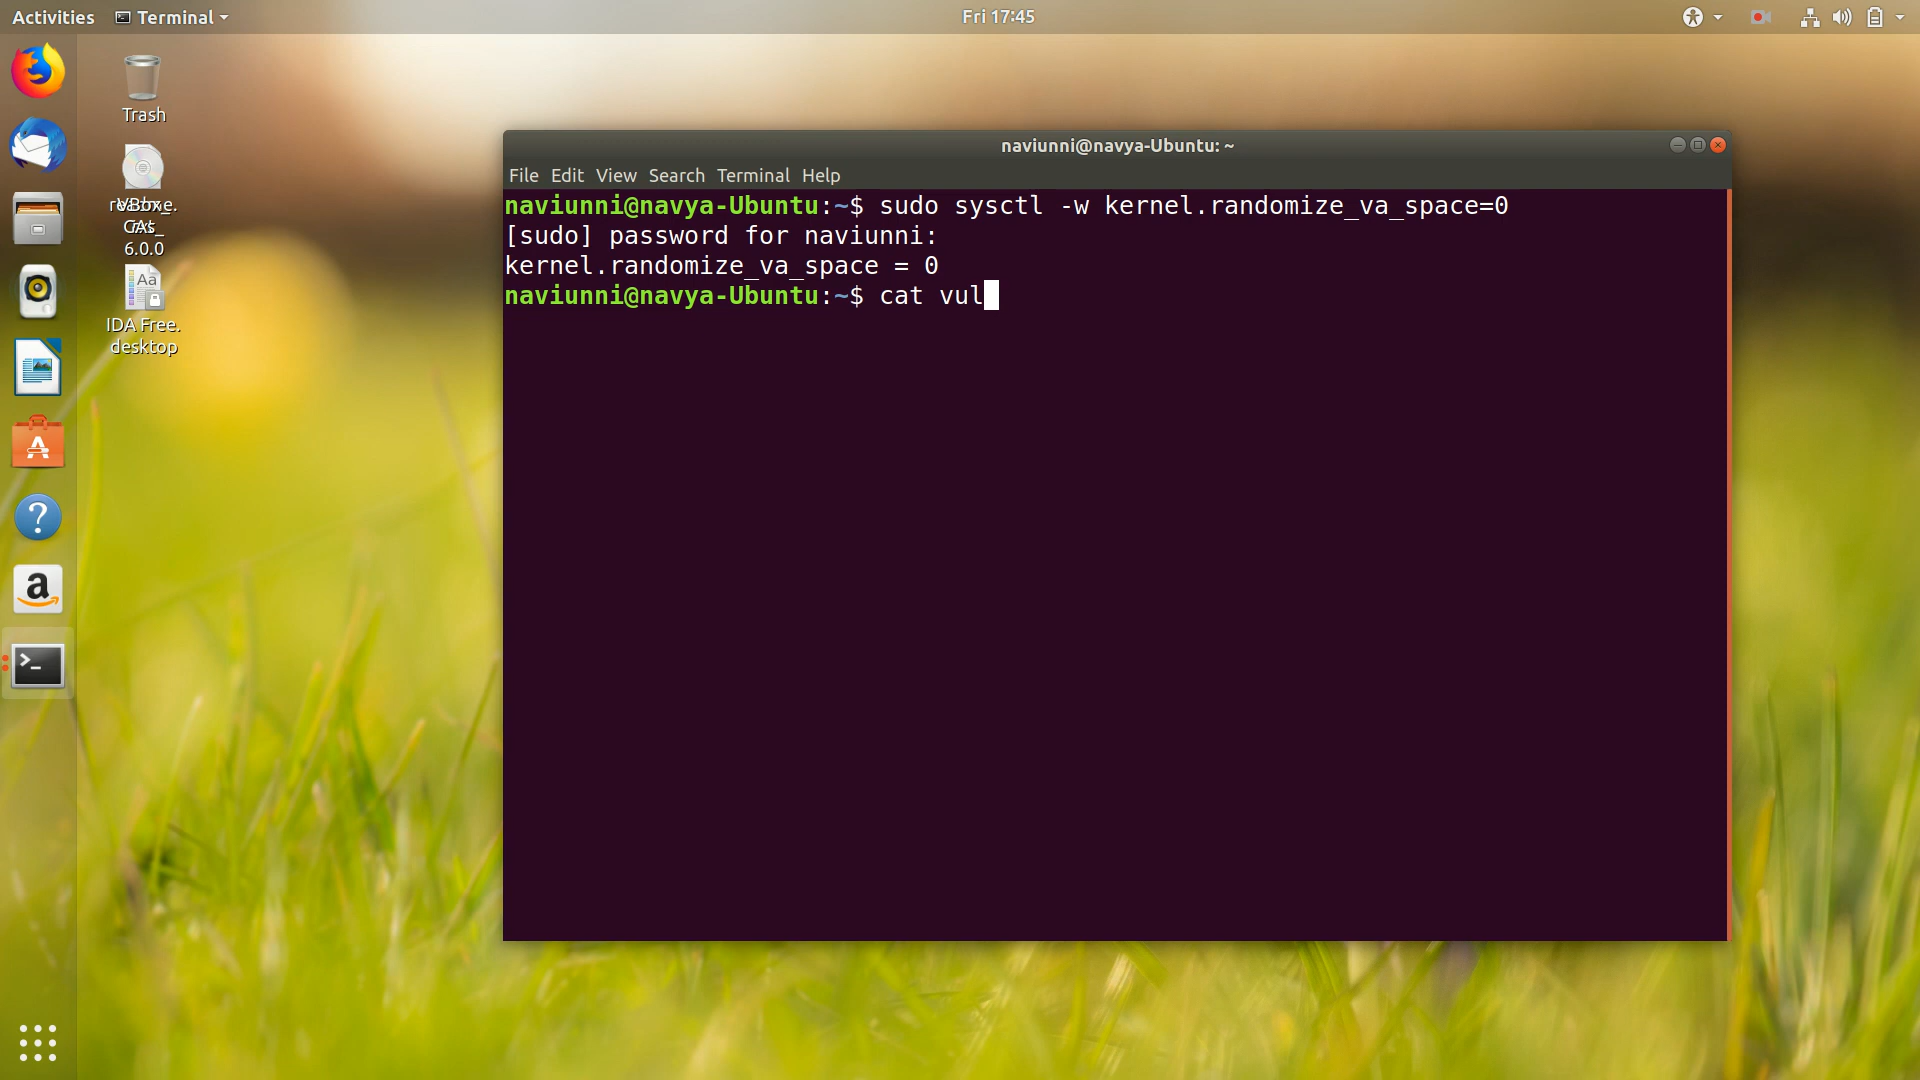 Activities Terminal Fri 17:45
Trash
6.0.0
IDA Free.
desktop
naviunni@navya-Ubuntu: ~
File Edit View Search Terminal Help
naviunni@navya-Ubuntu:~$ sudo sysctl -w kernel.randomize_va_space=0
[sudo] password for naviunni:
kernel.randomize_va_space = 0
naviunni@navya-Ubuntu:~$ cat vul
Aa
A
?
a
>_